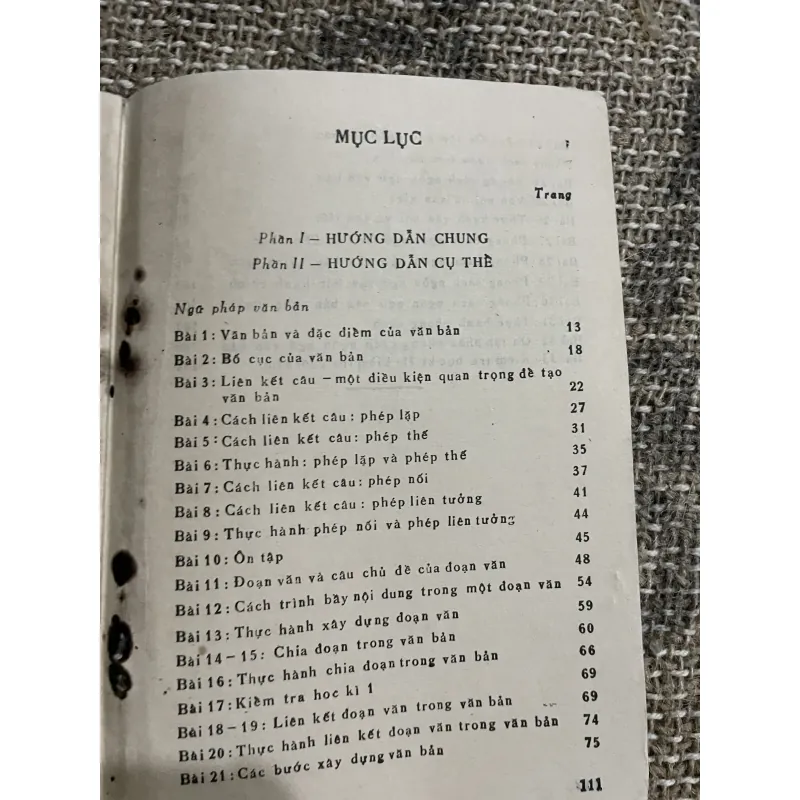 MỤC LỤC
Trang
Phần I – HƯỚNG DẪN CHUNG
Phần II – HƯỚNG DẪN CỤ THỂ
Ngữ pháp văn bản
Bài 1: Văn bản và đặc điểm của văn bản 13
Bài 2: Bố cục của văn bản 18
Bài 3: Liên kết câu – một điều kiện quan trọng để tạo
văn bản 22
Bài 4: Cách liên kết câu: phép lặp 27
Bài 5: Cách liên kết câu: phép thế 31
Bài 6: Thực hành: phép lặp và phép thế 35
Bài 7: Cách liên kết câu: phép nối 37
Bài 8: Cách liên kết câu: phép liên tưởng 41
Bài 9: Thực hành phép nối và phép liên tưởng 44
Bài 10: Ôn tập 45
Bài 11: Đoạn văn và câu chủ đề của đoạn văn 48
Bài 12: Cách trình bầy nội dung trong một đoạn văn 54
Bài 13: Thực hành xây dựng đoạn văn 59
Bài 14 – 15: Chia đoạn trong văn bản 60
Bài 16: Thực hành chia đoạn trong văn bản 66
Bài 17: Kiểm tra học kì 1 69
Bài 18 – 19: Liên kết đoạn văn trong văn bản 69
Bài 20: Thực hành liên kết đoạn văn trong văn bản 74
Bài 21: Các bước xây dựng văn bản 75
111